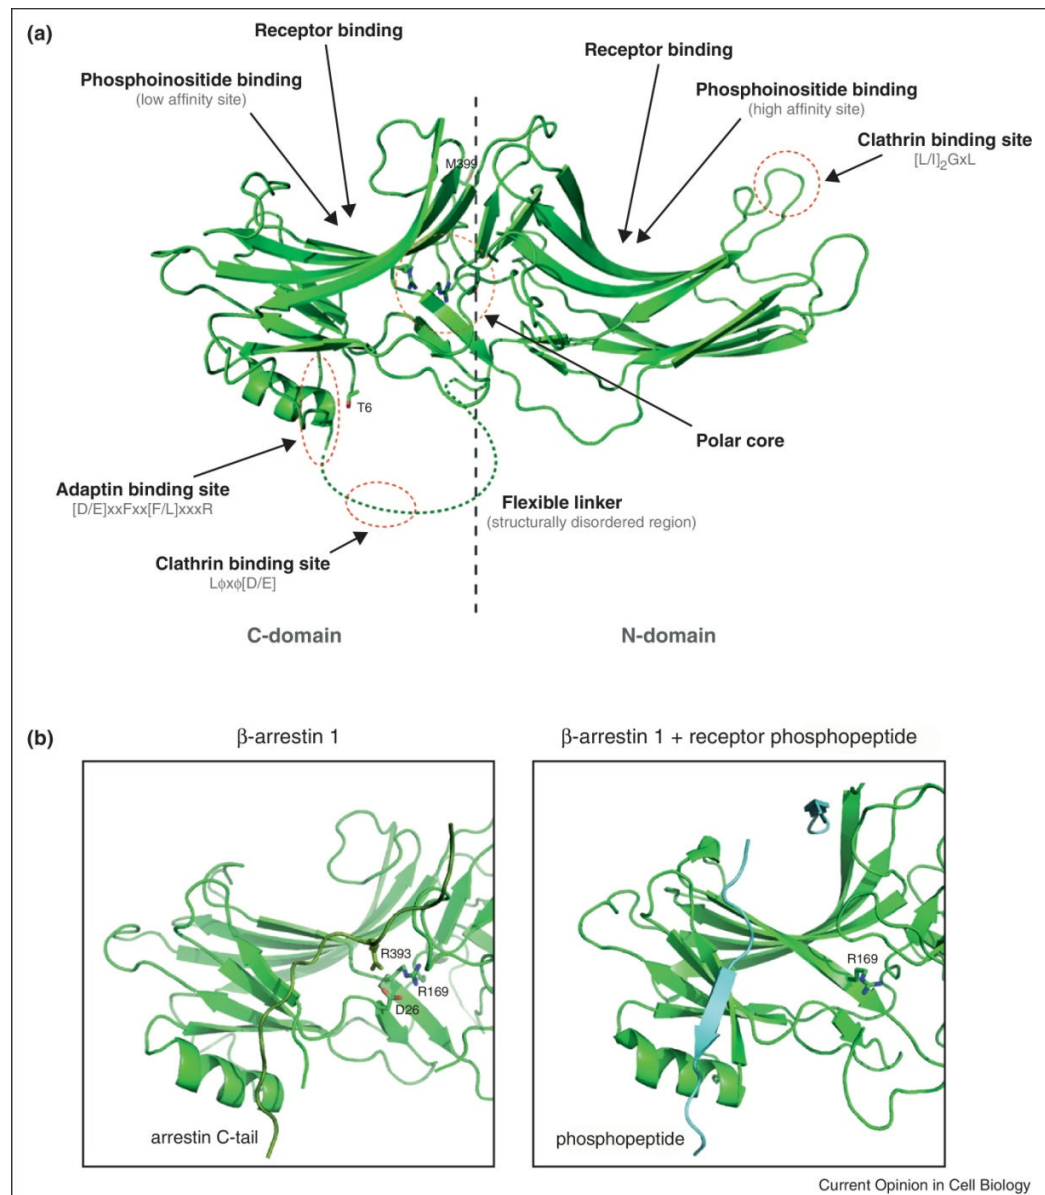 (a)
Receptor binding
Receptor binding
Phosphoinositide binding
(low affinity site)
Phosphoinositide binding
(high affinity site)
Clathrin binding site
[L/I]2GxL
M399
T6
Polar core
Adaptin binding site
[D/E]xxFxx[F/L]xxxR
Flexible linker
(structurally disordered region)
Clathrin binding site
Lϕxϕ[D/E]
C-domain
N-domain
(b)
β-arrestin 1
β-arrestin 1 + receptor phosphopeptide
R393
R169
D26
R169
arrestin C-tail
phosphopeptide
Current Opinion in Cell Biology